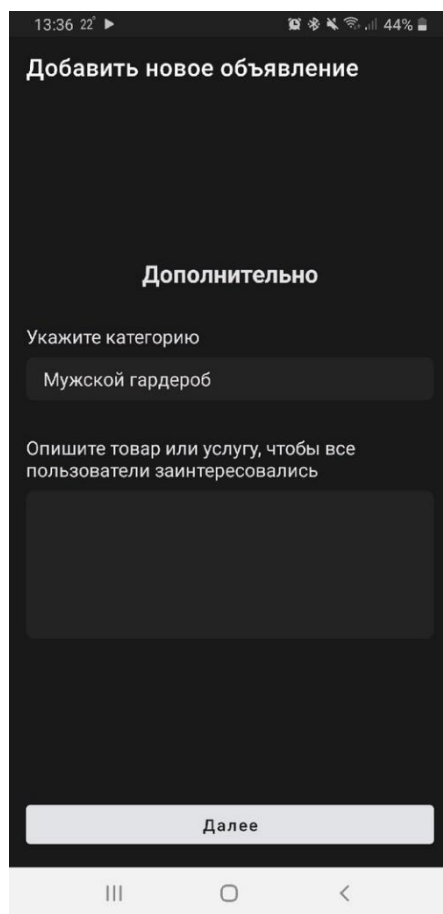 13:36 22° 44%
Добавить новое объявление
Дополнительно
Укажите категорию
Мужской гардероб
Опишите товар или услугу, чтобы все
пользователи заинтересовались
Далее